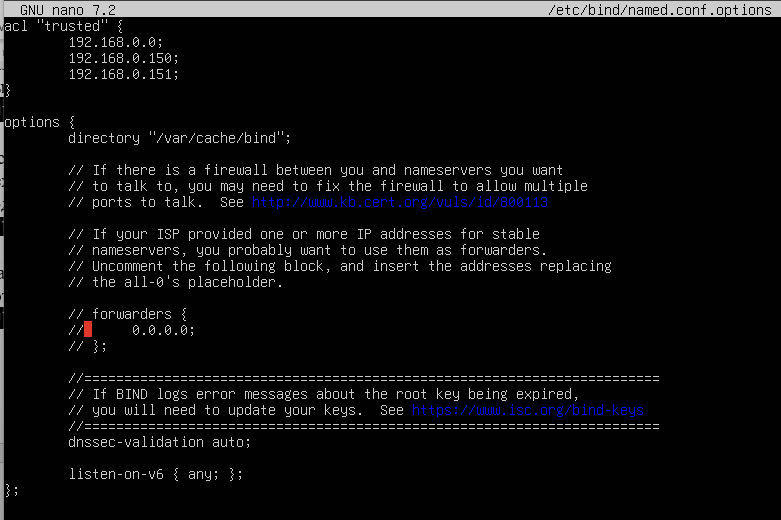 GNU nano 7.2 /etc/bind/named.conf.options
acl "trusted" {
192.168.0.0;
192.168.0.150;
192.168.0.151;
}
options {
directory "/var/cache/bind";
// If there is a firewall between you and nameservers you want
// to talk to, you may need to fix the firewall to allow multiple
// ports to talk.  See http://www.kb.cert.org/vuls/id/800113
// If your ISP provided one or more IP addresses for stable
// nameservers, you probably want to use them as forwarders.
// Uncomment the following block, and insert the addresses replacing
// the all-0's placeholder.
// forwarders {
//      0.0.0.0;
// };
//========================================================================
// If BIND logs error messages about the root key being expired,
// you will need to update your keys.  See https://www.isc.org/bind-keys
//========================================================================
dnssec-validation auto;
listen-on-v6 { any; };
};